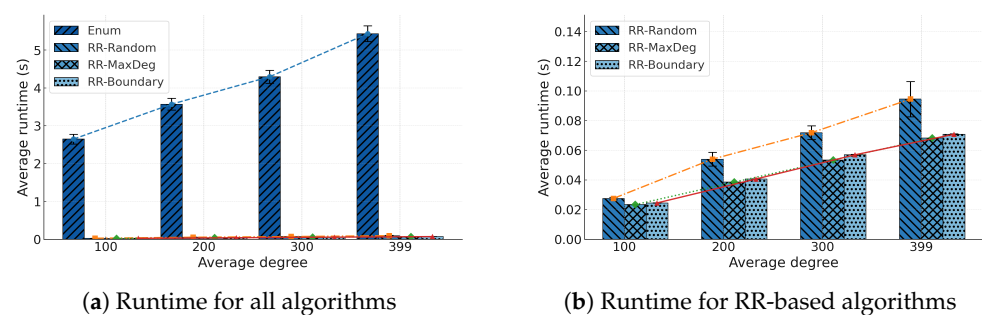 Enum
RR-Random
RR-MaxDeg
RR-Boundary
5
4
3
2
1
0
Average runtime (s)
100 200 300 399
Average degree
(a) Runtime for all algorithms
RR-Random
RR-MaxDeg
RR-Boundary
0.14
0.12
0.10
0.08
0.06
0.04
0.02
0.00
Average runtime (s)
100 200 300 399
Average degree
(b) Runtime for RR-based algorithms